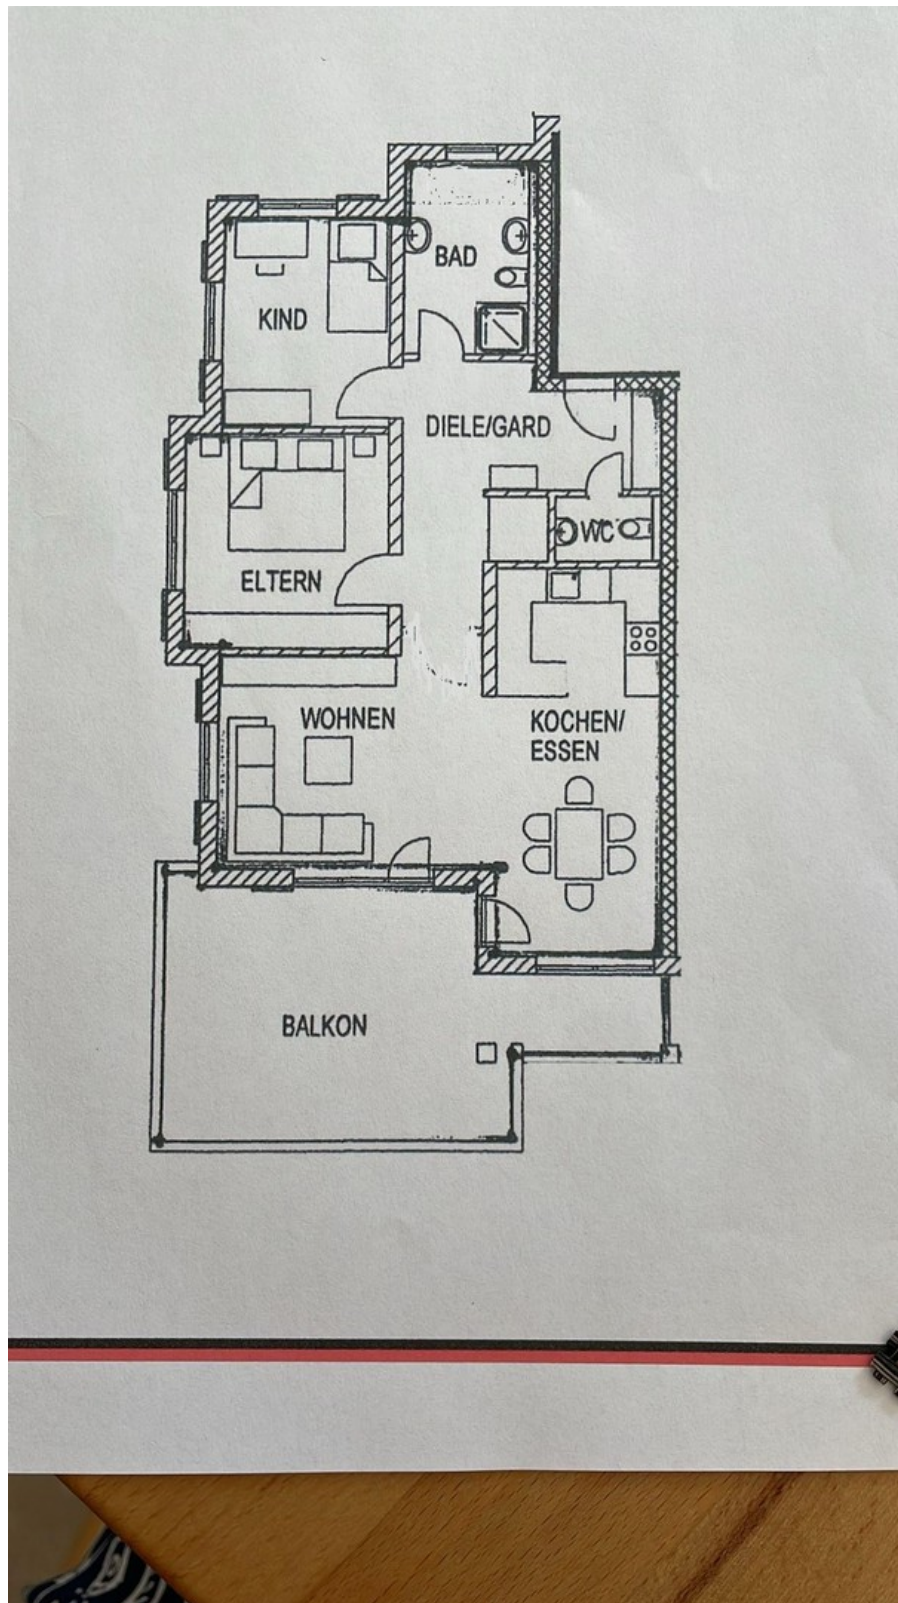 BAD
KIND
DIELE/GARD
WC
ELTERN
WOHNEN
KOCHEN/
ESSEN
BALKON